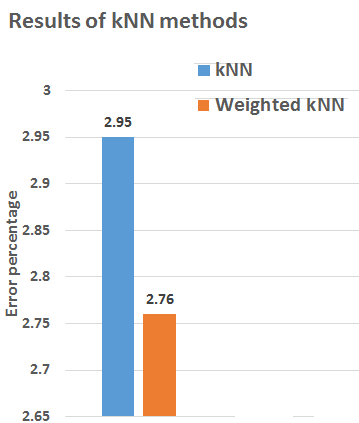 Results of kNN methods
kNN
Weighted kNN
3
2.95
2.9
2.85
2.8
2.75
2.7
2.65
Error percentage
2.95
2.76